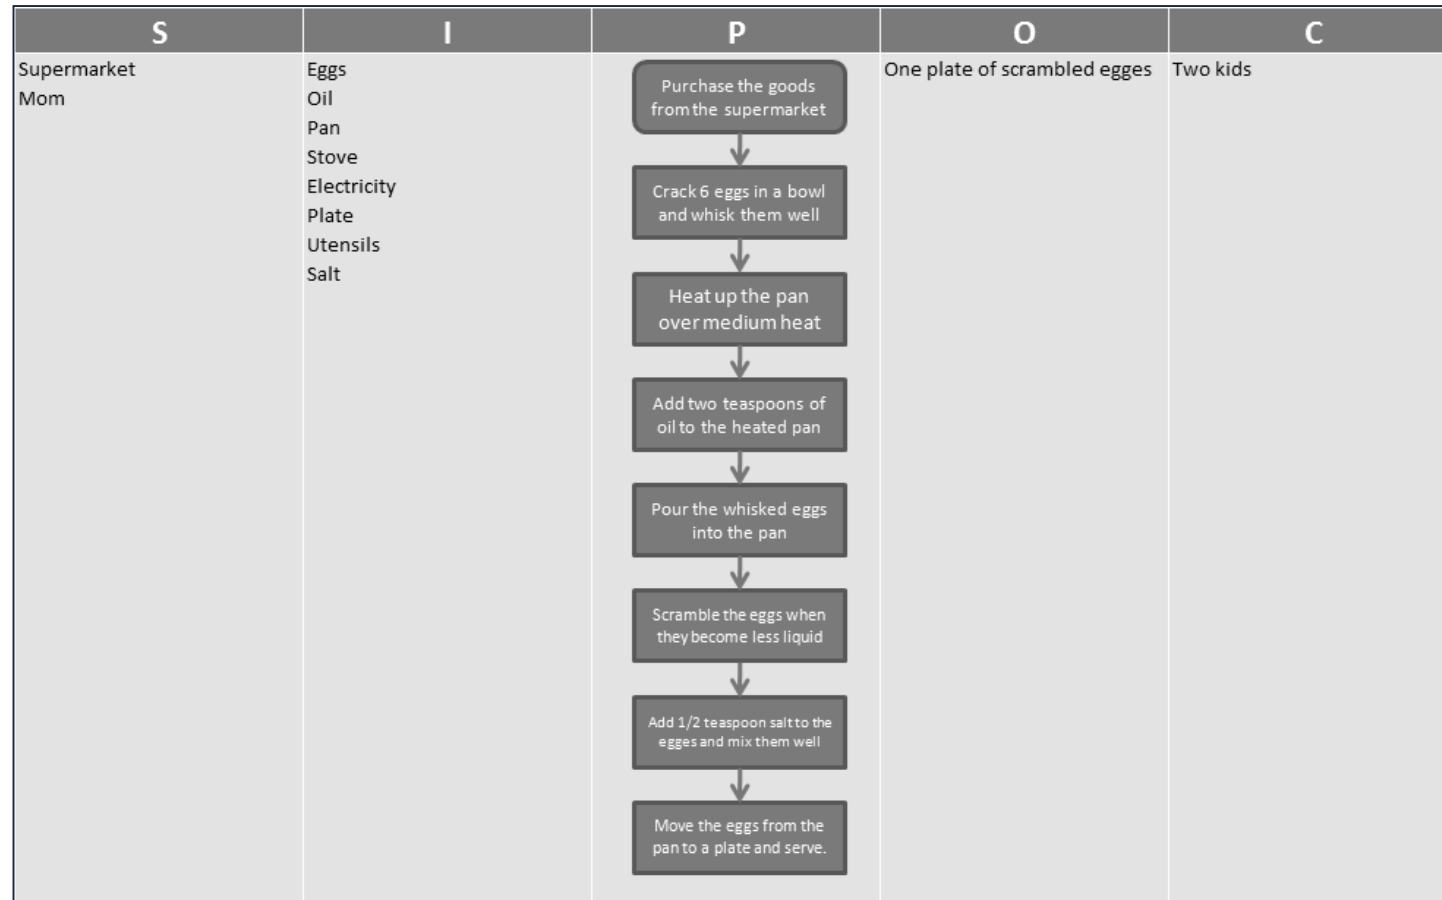 S
I
P
O
C
Supermarket
Mom
Eggs
Oil
Pan
Stove
Electricity
Plate
Utensils
Salt
Purchase the goods
from the supermarket
Crack 6 eggs in a bowl
and whisk them well
Heat up the pan
over medium heat
Add two teaspoons of
oil to the heated pan
Pour the whisked eggs
into the pan
Scramble the eggs when
they become less liquid
Add 1/2 teaspoon salt to the
egges and mix them well
Move the eggs from the
pan to a plate and serve.
One plate of scrambled egges
Two kids